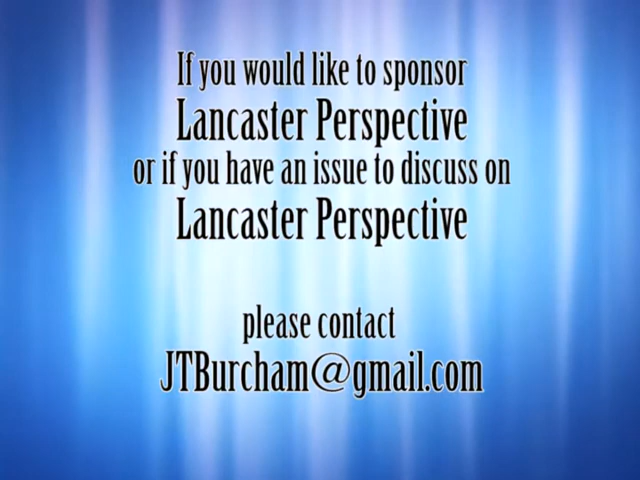 If you would like to sponsor
Lancaster Perspective
or if you have an issue to discuss on
Lancaster Perspective
please contact
JTBurcham@gmail.com